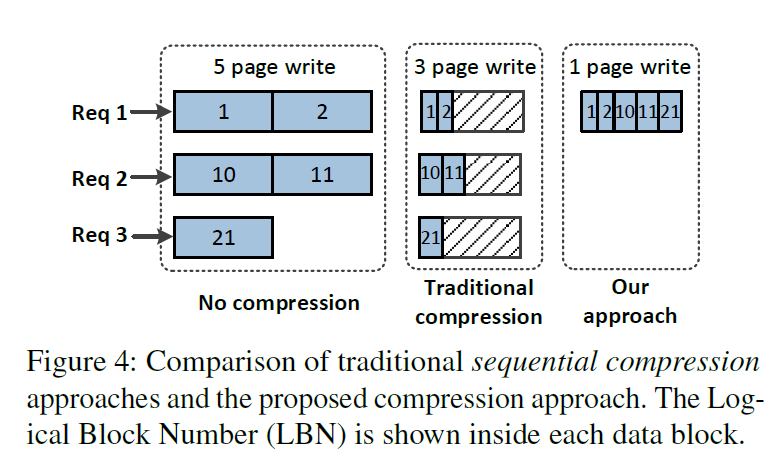 5 page write 3 page write 1 page write
Req 1 1 2 1 2 1 2 10 11 21
Req 2 10 11 10 11
Req 3 21 21
No compression Traditional compression Our approach
Figure 4: Comparison of traditional sequential compression
approaches and the proposed compression approach. The Log-
ical Block Number (LBN) is shown inside each data block.